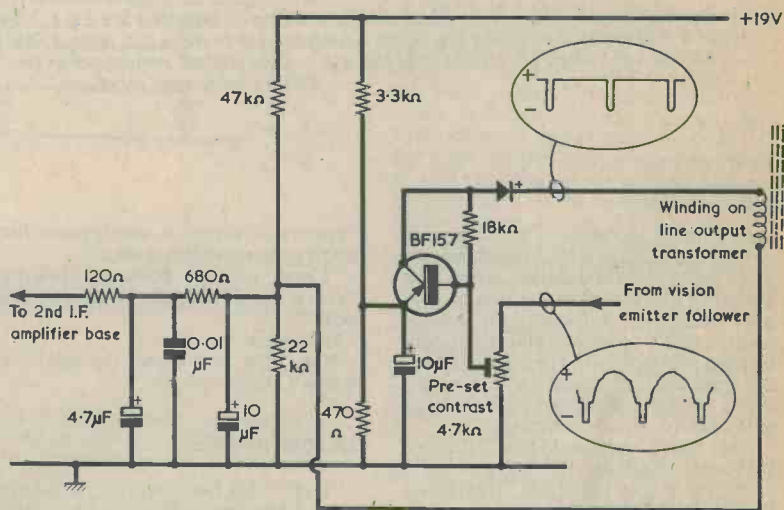 +19V
47kΩ
3·3kΩ
+
−
BF157
+
18kΩ
Winding on
line output
transformer
120Ω
680Ω
To 2nd I.F.
amplifier base
0·01
μF
22
kΩ
From vision
emitter follower
+
4·7μF
+
10
μF
470
Ω
+
10μF
Pre-set
contrast
4·7kΩ
+
−